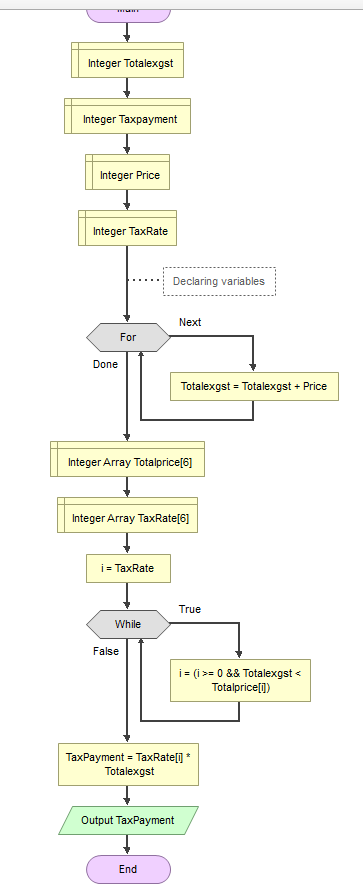 Main
Integer Totalexgst
Integer Taxpayment
Integer Price
Integer TaxRate
Declaring variables
For
Next
Done
Totalexgst = Totalexgst + Price
Integer Array Totalprice[6]
Integer Array TaxRate[6]
i = TaxRate
While
True
False
i = (i >= 0 && Totalexgst <
Totalprice[i])
TaxPayment = TaxRate[i] *
Totalexgst
Output TaxPayment
End